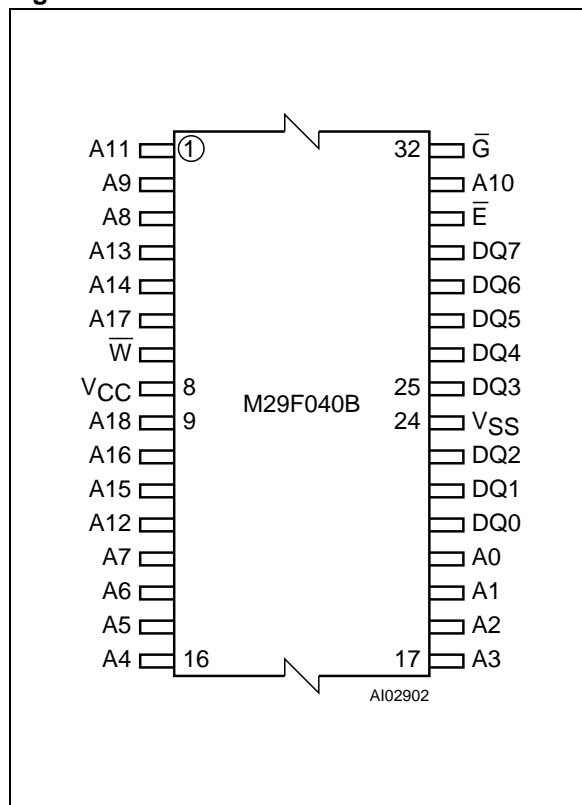 A11 1 32 G̅
A9 A10
A8 E̅
A13 DQ7
A14 DQ6
A17 DQ5
W̅ DQ4
VCC 8 25 DQ3
M29F040B
A18 9 24 VSS
A16 DQ2
A15 DQ1
A12 DQ0
A7 A0
A6 A1
A5 A2
A4 16 17 A3
AI02902